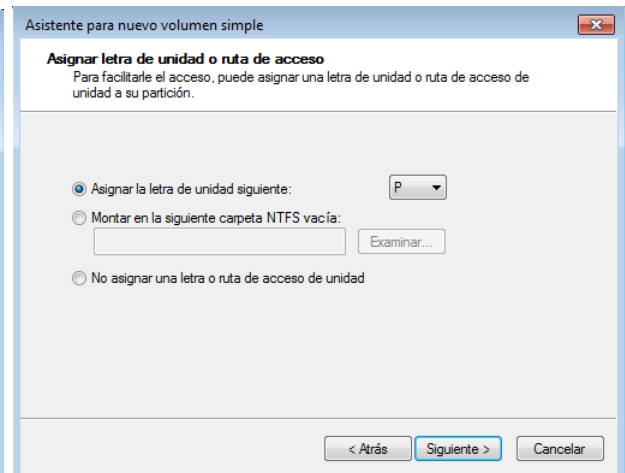 Asistente para nuevo volumen simple
Asignar letra de unidad o ruta de acceso
Para facilitarle el acceso, puede asignar una letra de unidad o ruta de acceso de
unidad a su partición.
Asignar la letra de unidad siguiente: P
Montar en la siguiente carpeta NTFS vacía:
Examinar...
No asignar una letra o ruta de acceso de unidad
< Atrás Siguiente > Cancelar